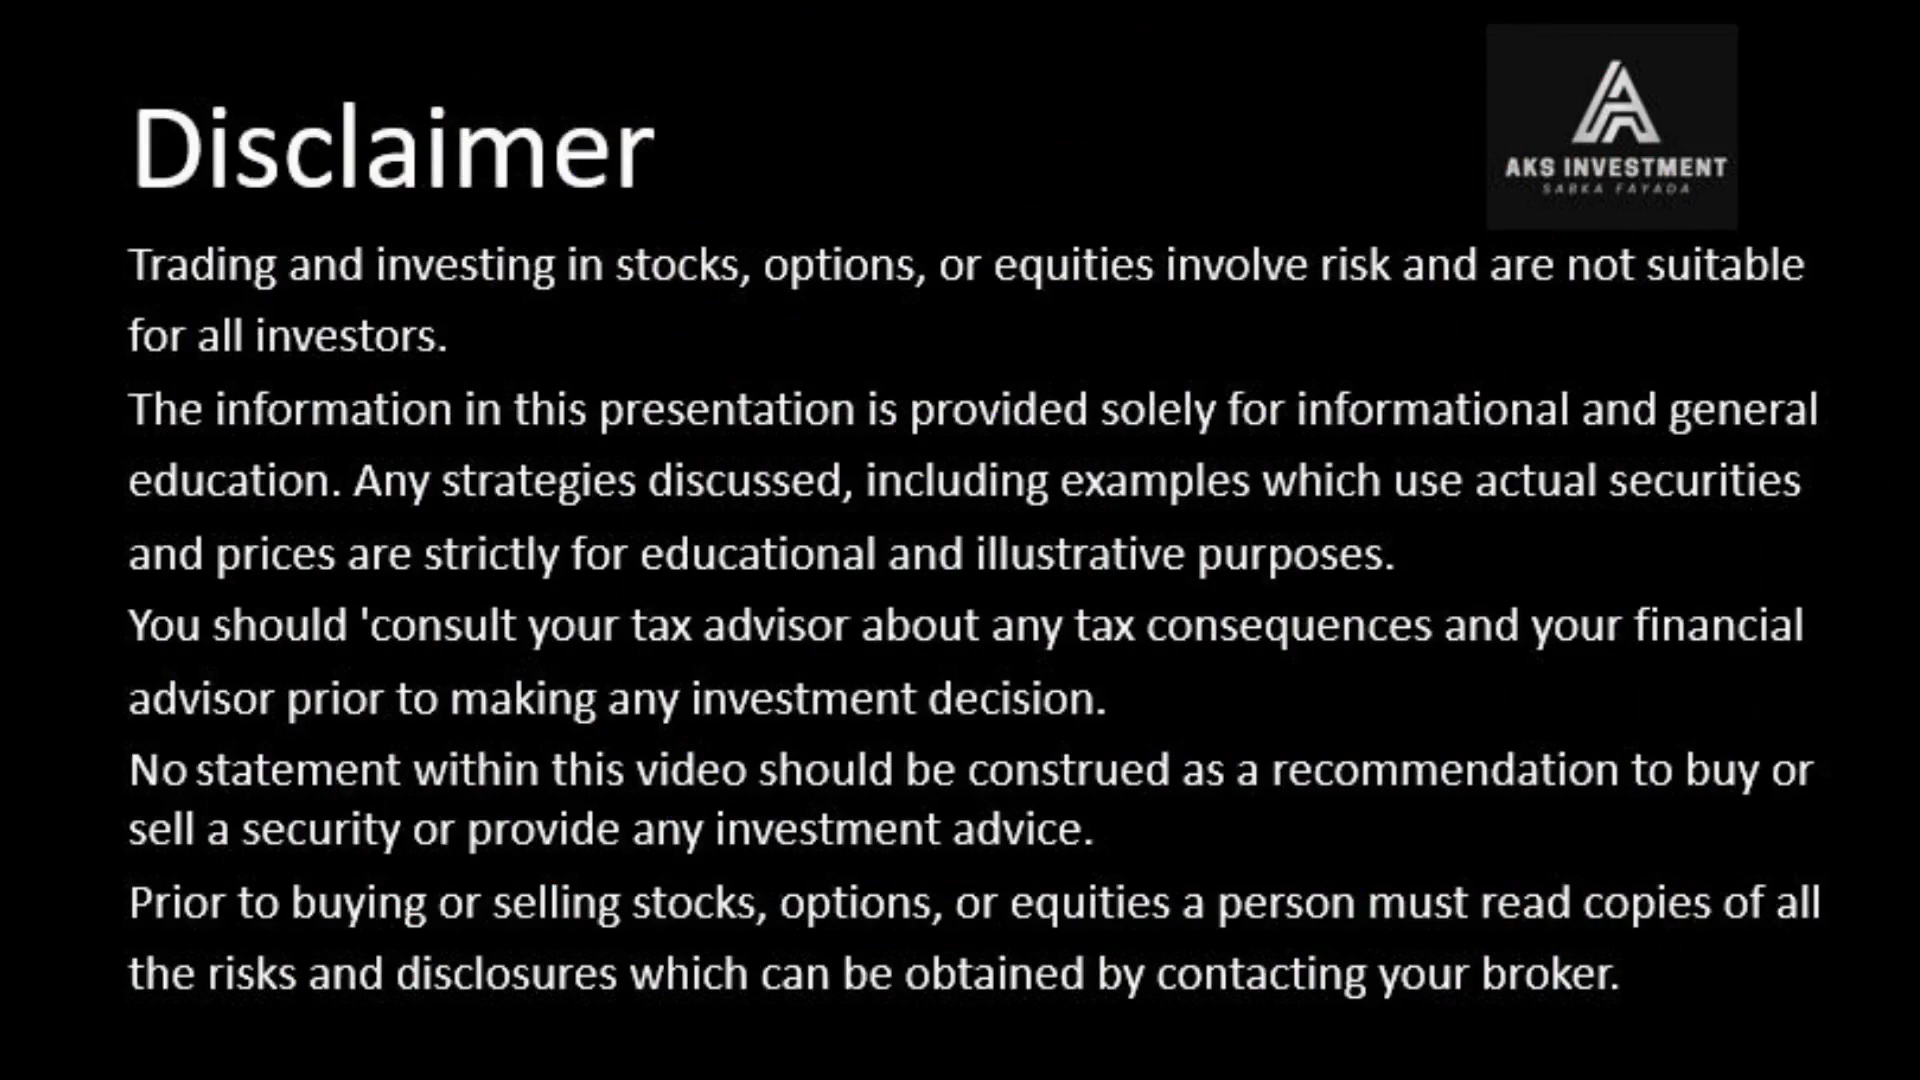 Disclaimer
AKS INVESTMENT
SABKA FAYADA
Trading and investing in stocks, options, or equities involve risk and are not suitable
for all investors.
The information in this presentation is provided solely for informational and general
education. Any strategies discussed, including examples which use actual securities
and prices are strictly for educational and illustrative purposes.
You should 'consult your tax advisor about any tax consequences and your financial
advisor prior to making any investment decision.
No statement within this video should be construed as a recommendation to buy or
sell a security or provide any investment advice.
Prior to buying or selling stocks, options, or equities a person must read copies of all
the risks and disclosures which can be obtained by contacting your broker.